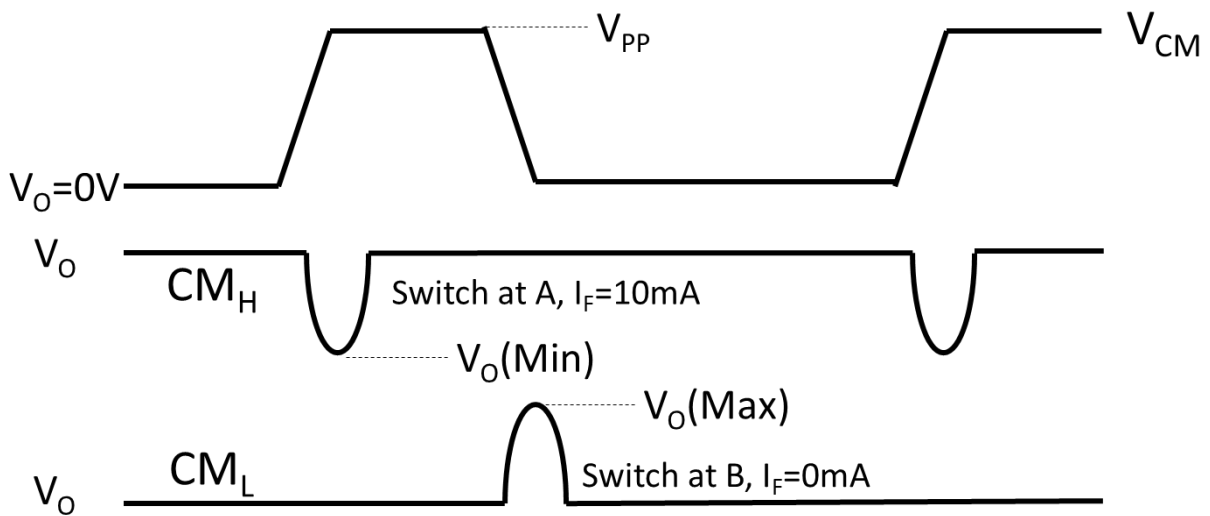 V_PP
V_CM
V_O=0V
V_O
CM_H
Switch at A, I_F=10mA
V_O(Min)
V_O(Max)
CM_L
Switch at B, I_F=0mA
V_O